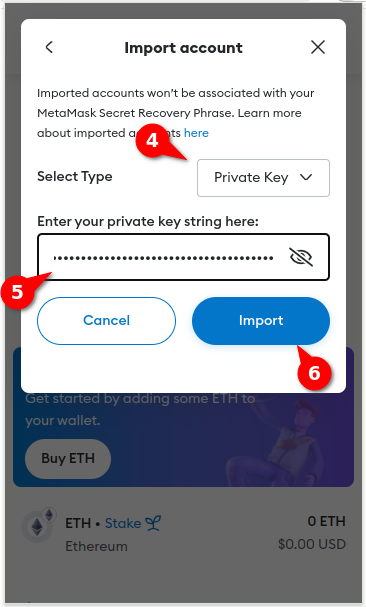 Import account
Imported accounts won't be associated with your
MetaMask Secret Recovery Phrase. Learn more
about imported nts here
4
Select Type
Private Key
Enter your private key string here:
••••••••••••••••••••••••••••••••••••••
5
Cancel
Import
6
Get started by adding some ETH to
your wallet.
Buy ETH
ETH • Stake
0 ETH
Ethereum
$0.00 USD